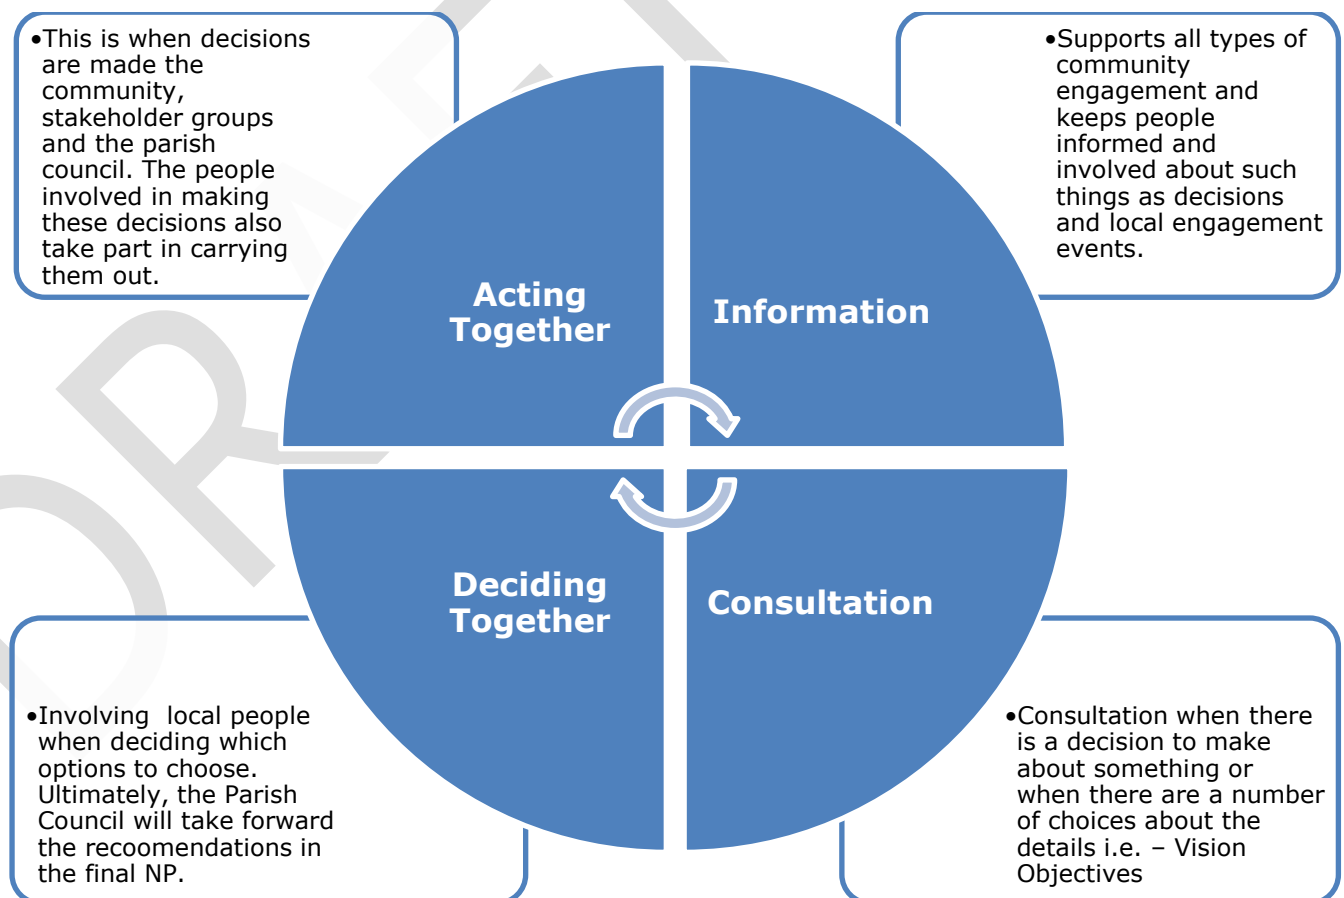 •This is when decisions
are made the
community,
stakeholder groups
and the parish
council. The people
involved in making
these decisions also
take part in carrying
them out.
•Supports all types of
community
engagement and
keeps people
informed and
involved about such
things as decisions
and local engagement
events.
Acting
Together
Information
Deciding
Together
Consultation
•Involving  local people
when deciding which
options to choose.
Ultimately, the Parish
Council will take forward
the recoomendations in
the final NP.
•Consultation when there
is a decision to make
about something or
when there are a number
of choices about the
details i.e. – Vision
Objectives